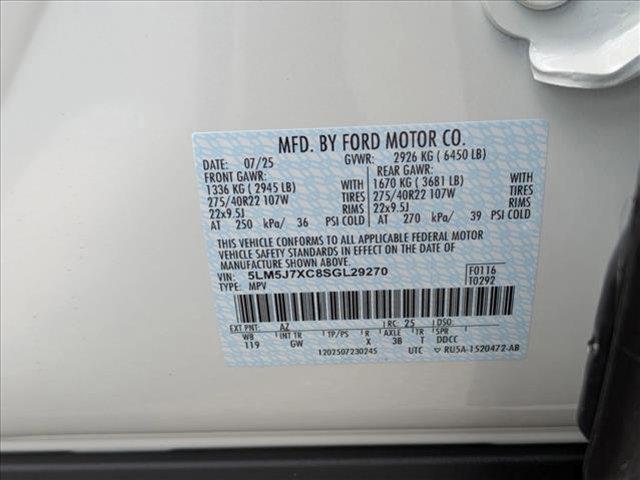 MFD. BY FORD MOTOR CO.
DATE: 07/25 GVWR: 2926 KG ( 6450 LB)
FRONT GAWR: REAR GAWR:
1336 KG ( 2945 LB) WITH 1670 KG ( 3681 LB) WITH
275/40R22 107W TIRES 275/40R22 107W TIRES
22x9.5J RIMS 22x9.5J RIMS
AT 250 kPa/ 36 PSI COLD AT 270 kPa/ 39 PSI COLD
THIS VEHICLE CONFORMS TO ALL APPLICABLE FEDERAL MOTOR
VEHICLE SAFETY STANDARDS IN EFFECT ON THE DATE OF
MANUFACTURE SHOWN ABOVE.
VIN: 5LM5J7XC8SGL29270 F0116
TYPE: MPV T0292
EXT PNT: AZ RC: 25 DSO:
WB INT TR TP/PS R AXLE TR SPR
119 GW X 3B T DDCC
1202507230245 UTC RU5A-1520472-AB